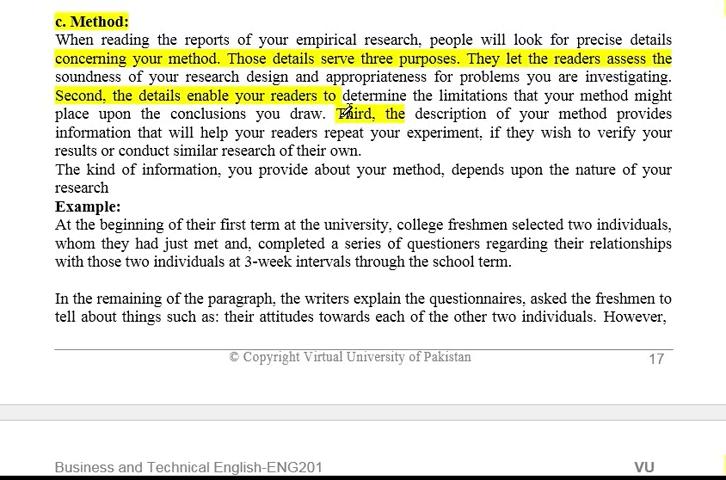 c. Method:
When reading the reports of your empirical research, people will look for precise details
concerning your method. Those details serve three purposes. They let the readers assess the
soundness of your research design and appropriateness for problems you are investigating.
Second, the details enable your readers to determine the limitations that your method might
place upon the conclusions you draw. Third, the description of your method provides
information that will help your readers repeat your experiment, if they wish to verify your
results or conduct similar research of their own.
The kind of information, you provide about your method, depends upon the nature of your
research
Example:
At the beginning of their first term at the university, college freshmen selected two individuals,
whom they had just met and, completed a series of questioners regarding their relationships
with those two individuals at 3-week intervals through the school term.
In the remaining of the paragraph, the writers explain the questionnaires, asked the freshmen to
tell about things such as: their attitudes towards each of the other two individuals. However,
© Copyright Virtual University of Pakistan 17
Business and Technical English-ENG201 VU